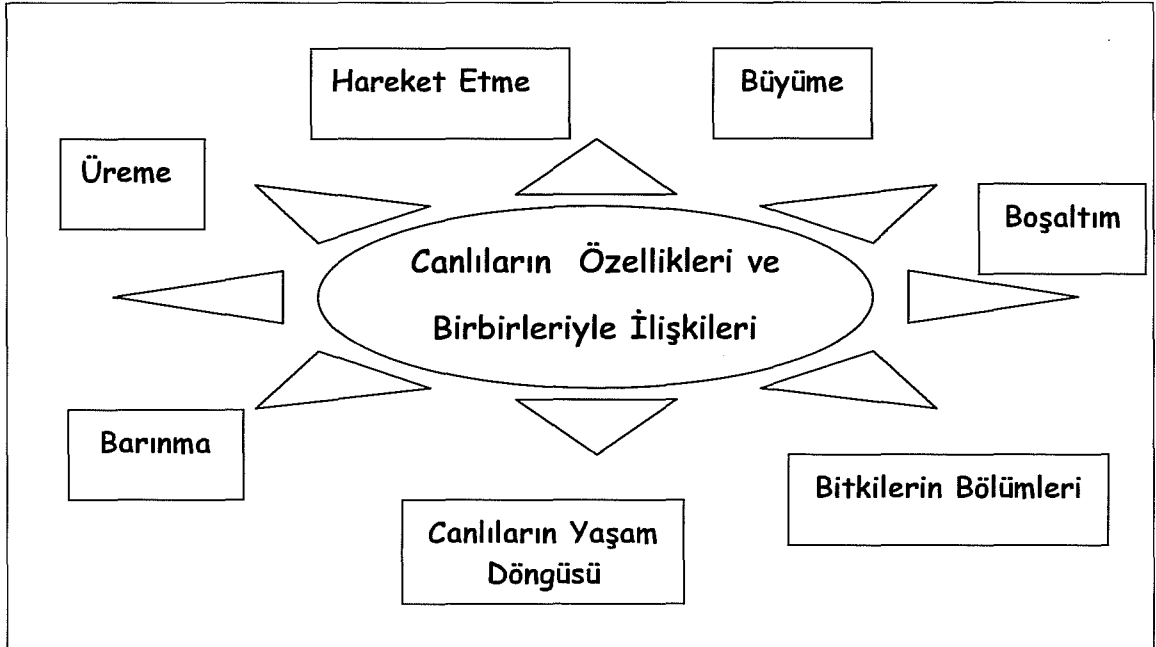 Hareket Etme
Büyüme
Üreme
Boşaltım
Canlıların Özellikleri ve
Birbirleriyle İlişkileri
Barınma
Bitkilerin Bölümleri
Canlıların Yaşam
Döngüsü